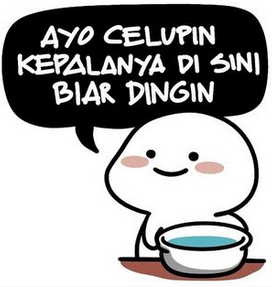 AYO CELUPIN
KEPALANYA DI SINI
BIAR DINGIN